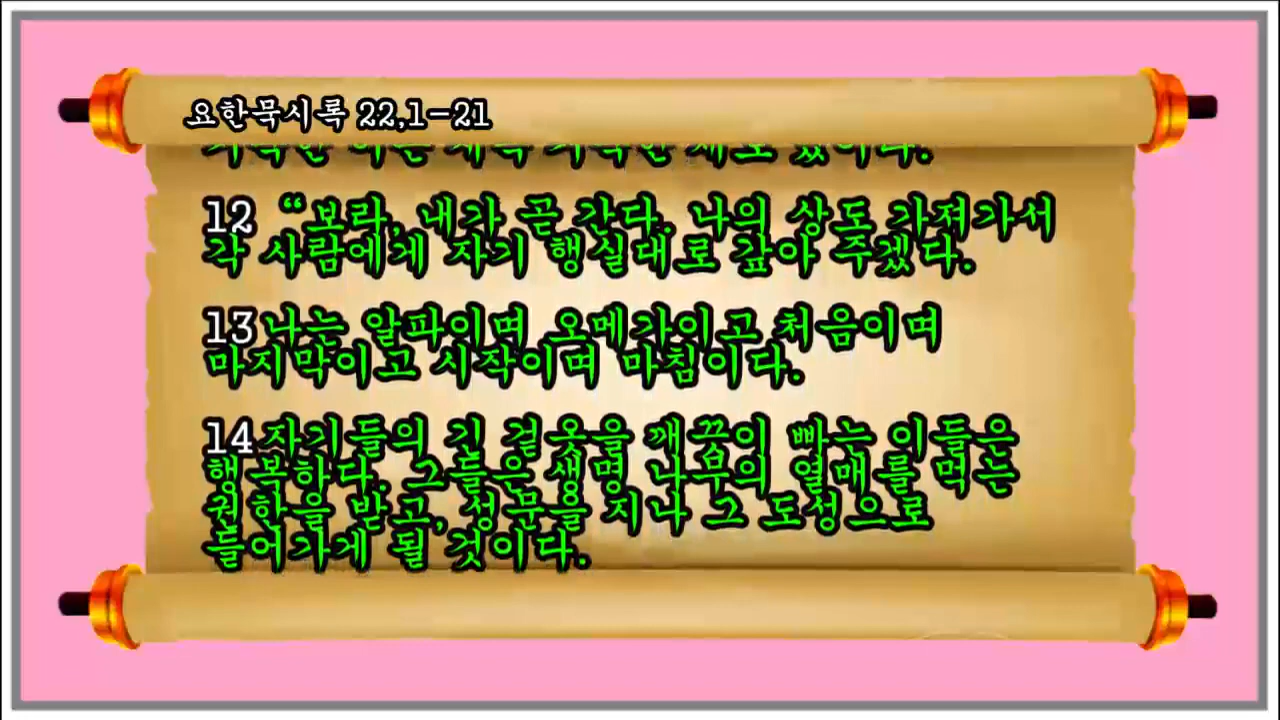 요한묵시록 22,1-21
12 “보라, 내가 곧 간다. 나의 상도 가져가서
각 사람에게 자기 행실대로 갚아 주겠다.
13 나는 알파이며 오메가이고 처음이며
마지막이고 시작이며 마침이다.
14 자기들의 긴 겉옷을 깨끗이 빠는 이들은
행복하다. 그들은 생명 나무의 열매를 먹는
권한을 받고, 성문을 지나 그 도성으로
들어가게 될 것이다.